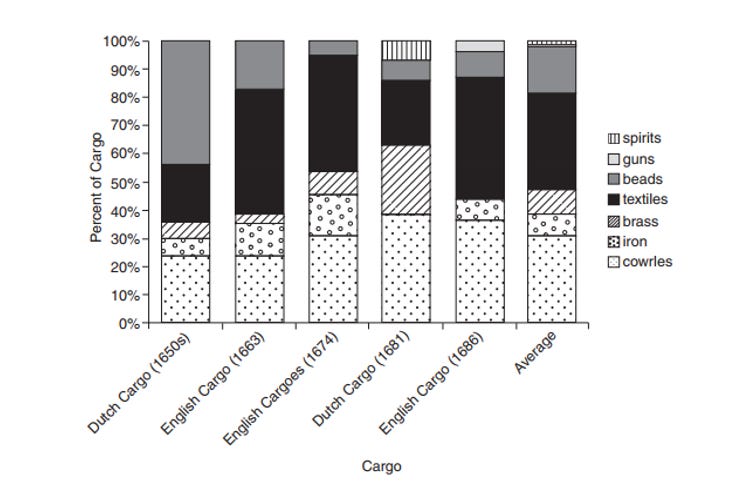 100%
90%
80%
70%
60%
50%
40%
30%
20%
10%
0%
Percent of Cargo
Dutch Cargo (1650s)
English Cargo (1663)
English Cargoes (1674)
Dutch Cargo (1681)
English Cargo (1686)
Average
Cargo
spirits
guns
beads
textiles
brass
iron
cowrles